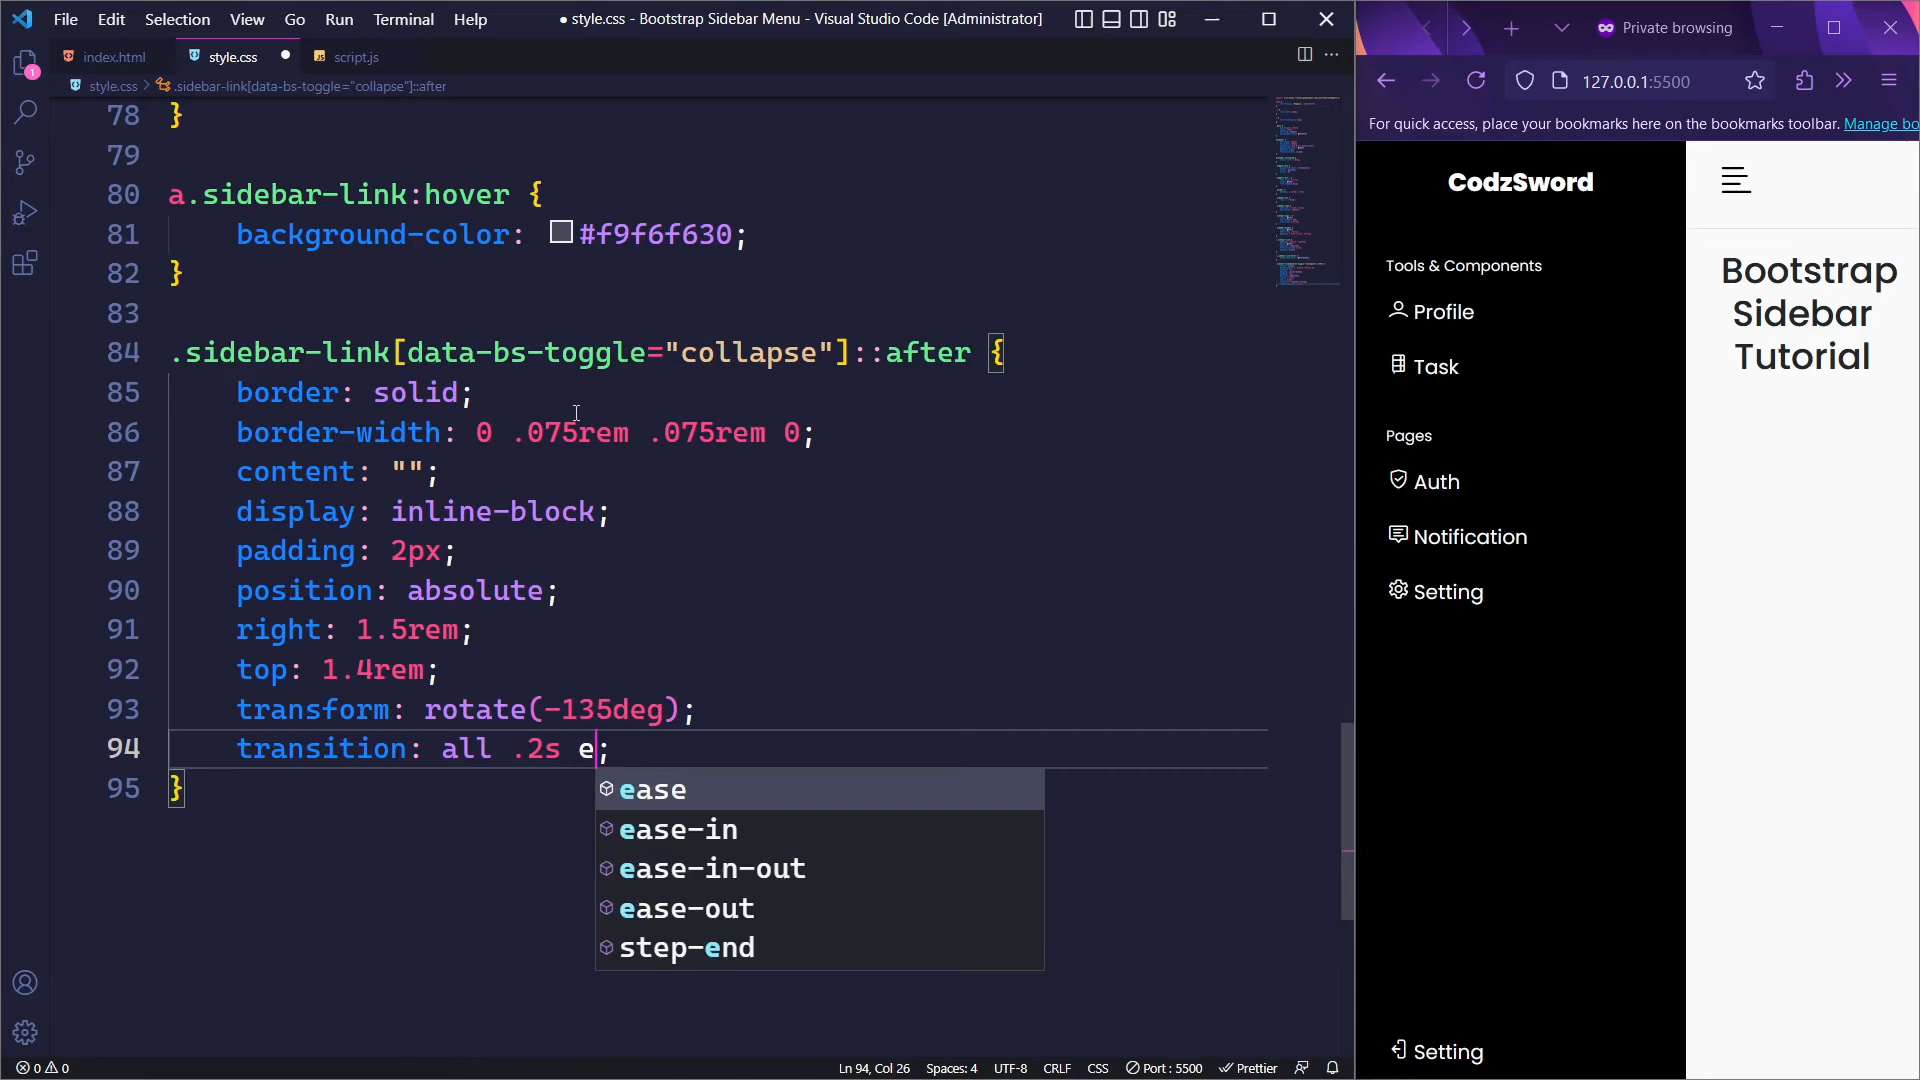 File Edit Selection View Go Run Terminal Help
● style.css - Bootstrap Sidebar Menu - Visual Studio Code [Administrator]
index.html
style.css
script.js
style.css > .sidebar-link[data-bs-toggle="collapse"]::after
1
78 }
79
80 a.sidebar-link:hover {
81 background-color: #f9f6f630;
82 }
83
84 .sidebar-link[data-bs-toggle="collapse"]::after {
85 border: solid;
86 border-width: 0 .075rem .075rem 0;
87 content: "";
88 display: inline-block;
89 padding: 2px;
90 position: absolute;
91 right: 1.5rem;
92 top: 1.4rem;
93 transform: rotate(-135deg);
94 transition: all .2s e;
95 }
ease
ease-in
ease-in-out
ease-out
step-end
0 0
Ln 94, Col 26
Spaces: 4
UTF-8
CRLF
CSS
Port : 5500
Prettier
Private browsing
127.0.0.1:5500
For quick access, place your bookmarks here on the bookmarks toolbar. Manage bo
CodzSword
Tools & Components
Profile
Task
Pages
Auth
Notification
Setting
Setting
Bootstrap
Sidebar
Tutorial